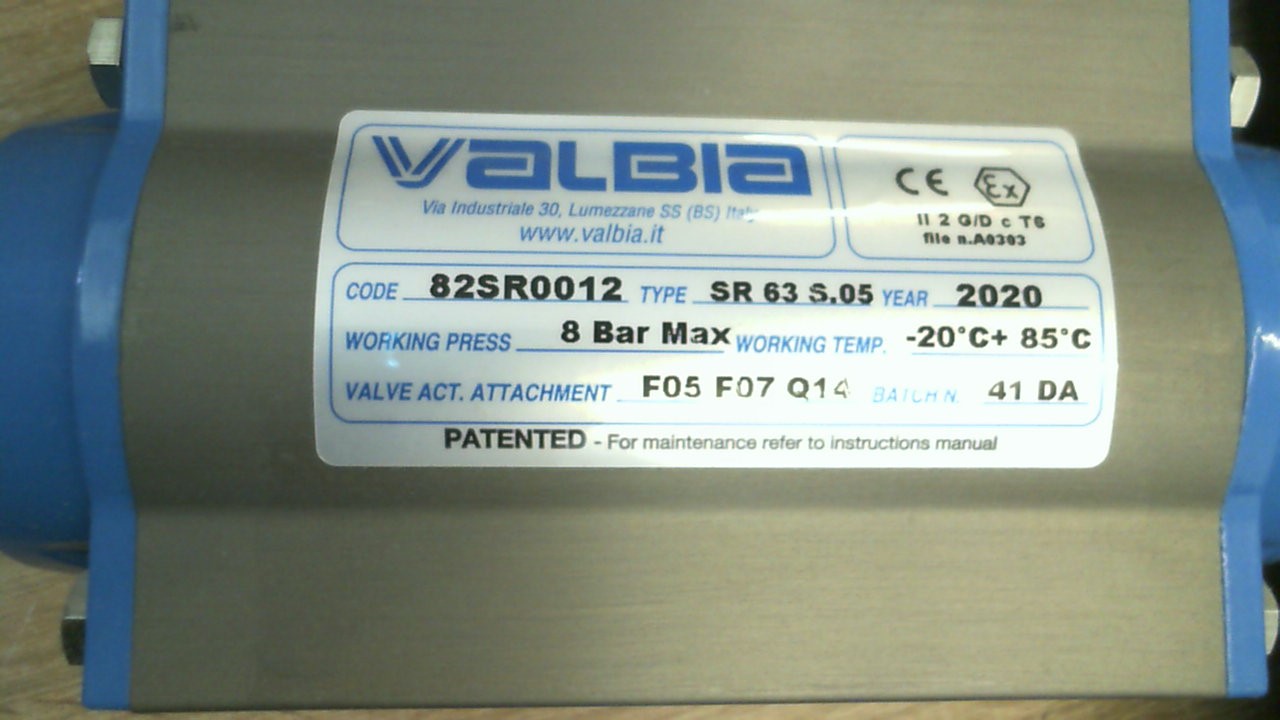 VALBIA
Via Industriale 30, Lumezzane SS (BS) Italy
www.valbia.it
CE Ex
II 2 G/D c T6
file n.A0303
CODE 82SR0012 TYPE SR 63 S.05 YEAR 2020
WORKING PRESS 8 Bar Max WORKING TEMP. -20°C+ 85°C
VALVE ACT. ATTACHMENT F05 F07 Q14 BATCH N. 41 DA
PATENTED - For maintenance refer to instructions manual